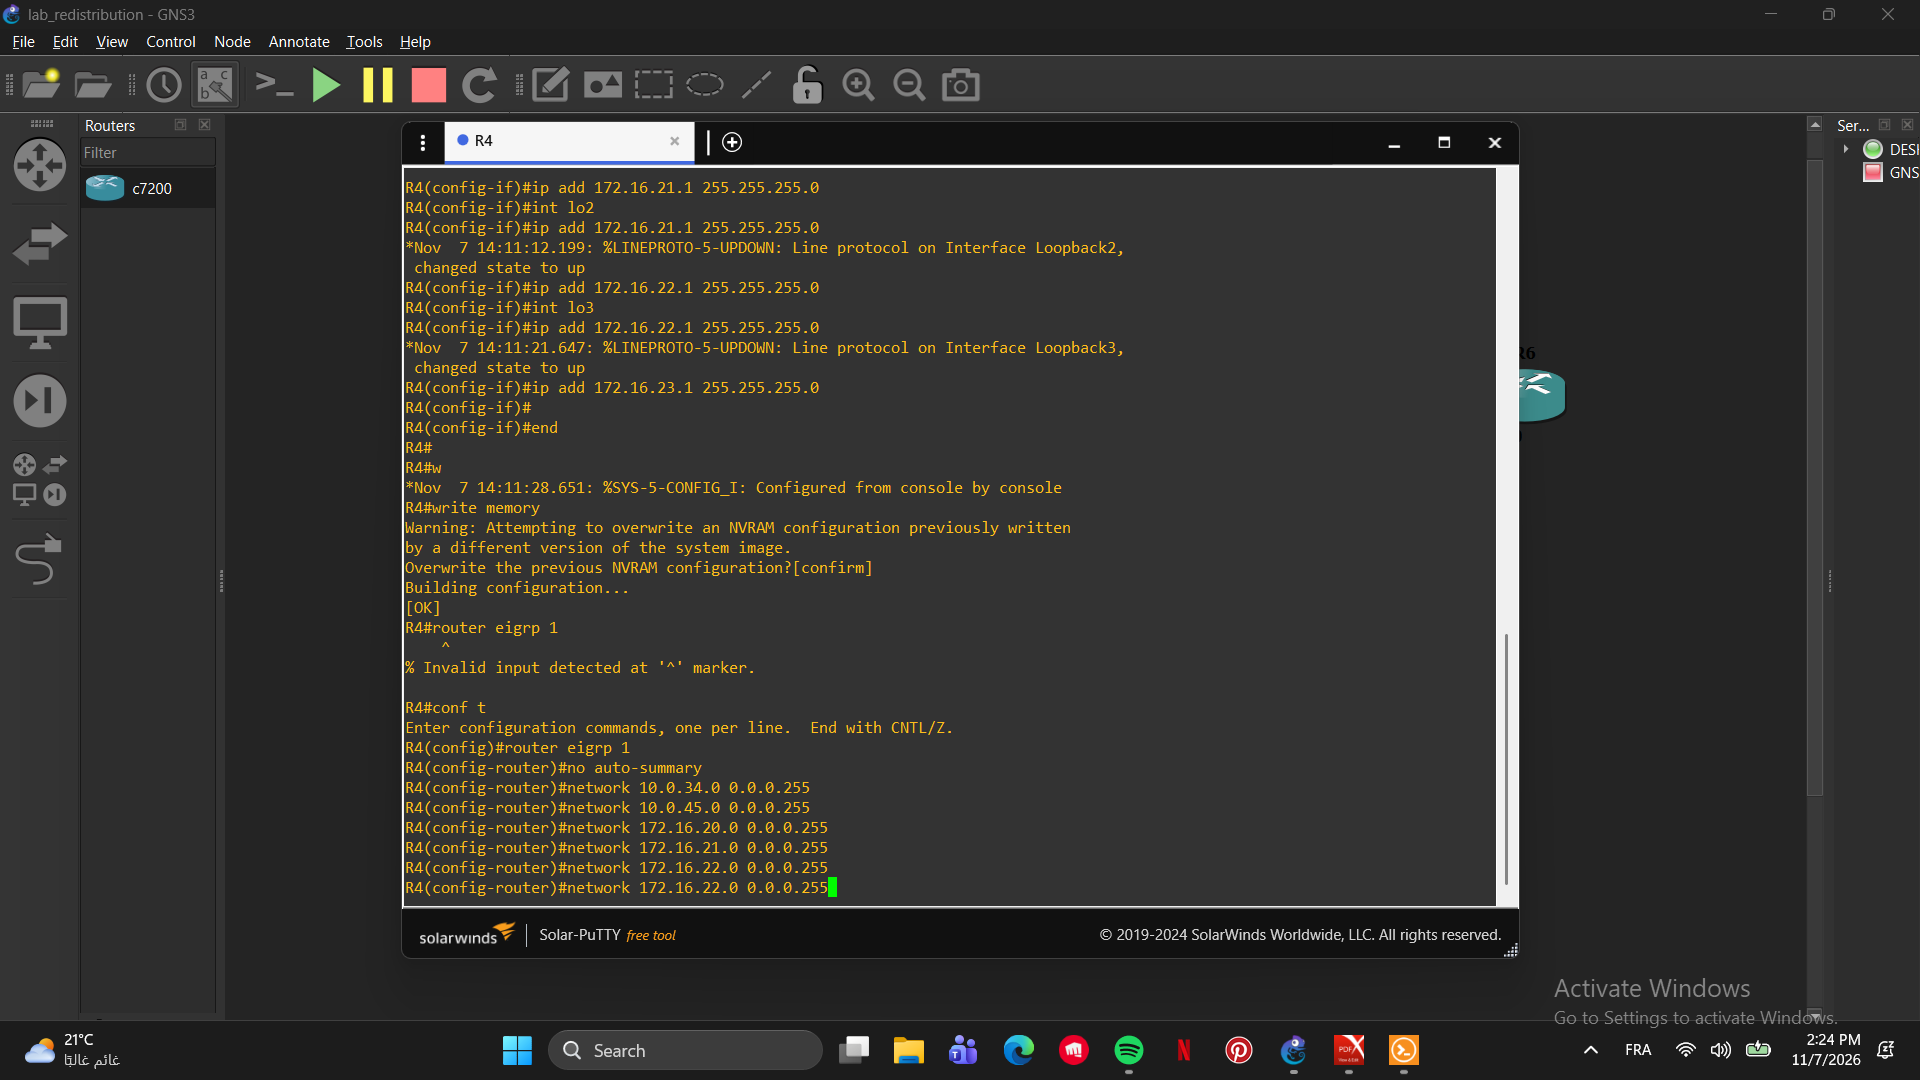 lab_redistribution - GNS3
File Edit View Control Node Annotate Tools Help
Routers
Filter
c7200
R4
R4(config-if)#ip add 172.16.21.1 255.255.255.0
R4(config-if)#int lo2
R4(config-if)#ip add 172.16.21.1 255.255.255.0
*Nov  7 14:11:12.199: %LINEPROTO-5-UPDOWN: Line protocol on Interface Loopback2,
 changed state to up
R4(config-if)#ip add 172.16.22.1 255.255.255.0
R4(config-if)#int lo3
R4(config-if)#ip add 172.16.22.1 255.255.255.0
*Nov  7 14:11:21.647: %LINEPROTO-5-UPDOWN: Line protocol on Interface Loopback3,
 changed state to up
R4(config-if)#ip add 172.16.23.1 255.255.255.0
R4(config-if)#
R4(config-if)#end
R4#
R4#w
*Nov  7 14:11:28.651: %SYS-5-CONFIG_I: Configured from console by console
R4#write memory
Warning: Attempting to overwrite an NVRAM configuration previously written
by a different version of the system image.
Overwrite the previous NVRAM configuration?[confirm]
Building configuration...
[OK]
R4#router eigrp 1
    ^
% Invalid input detected at '^' marker.
R4#conf t
Enter configuration commands, one per line.  End with CNTL/Z.
R4(config)#router eigrp 1
R4(config-router)#no auto-summary
R4(config-router)#network 10.0.34.0 0.0.0.255
R4(config-router)#network 10.0.45.0 0.0.0.255
R4(config-router)#network 172.16.20.0 0.0.0.255
R4(config-router)#network 172.16.21.0 0.0.0.255
R4(config-router)#network 172.16.22.0 0.0.0.255
R4(config-router)#network 172.16.22.0 0.0.0.255
solarwinds Solar-PuTTY free tool
© 2019-2024 SolarWinds Worldwide, LLC. All rights reserved.
R6
Ser...
DESI
GNS
Activate Windows
Go to Settings to activate Windows.
21°C
غائم غالبًا
Search
FRA
2:24 PM
11/7/2026